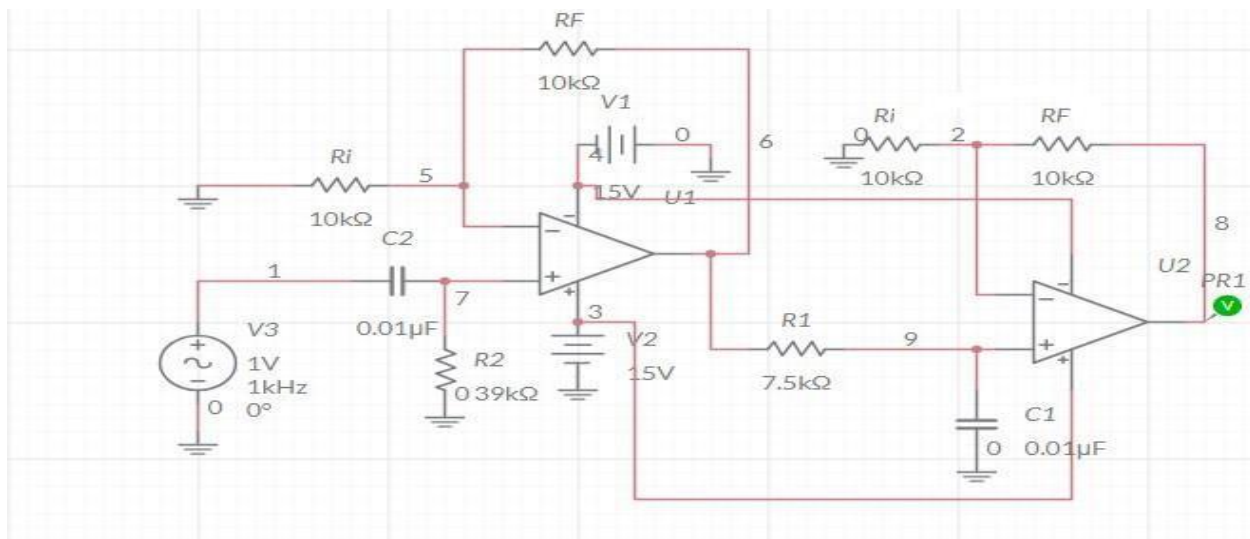 RF
10kΩ
V1
0
4
15V
U1
6
Ri
5
10kΩ
C2
1
7
0.01µF
V3
1V
1kHz
0°
0
R2
0 39kΩ
3
V2
15V
R1
9
7.5kΩ
Ri
0
2
RF
10kΩ
10kΩ
8
U2
PR1
V
C1
0 0.01µF